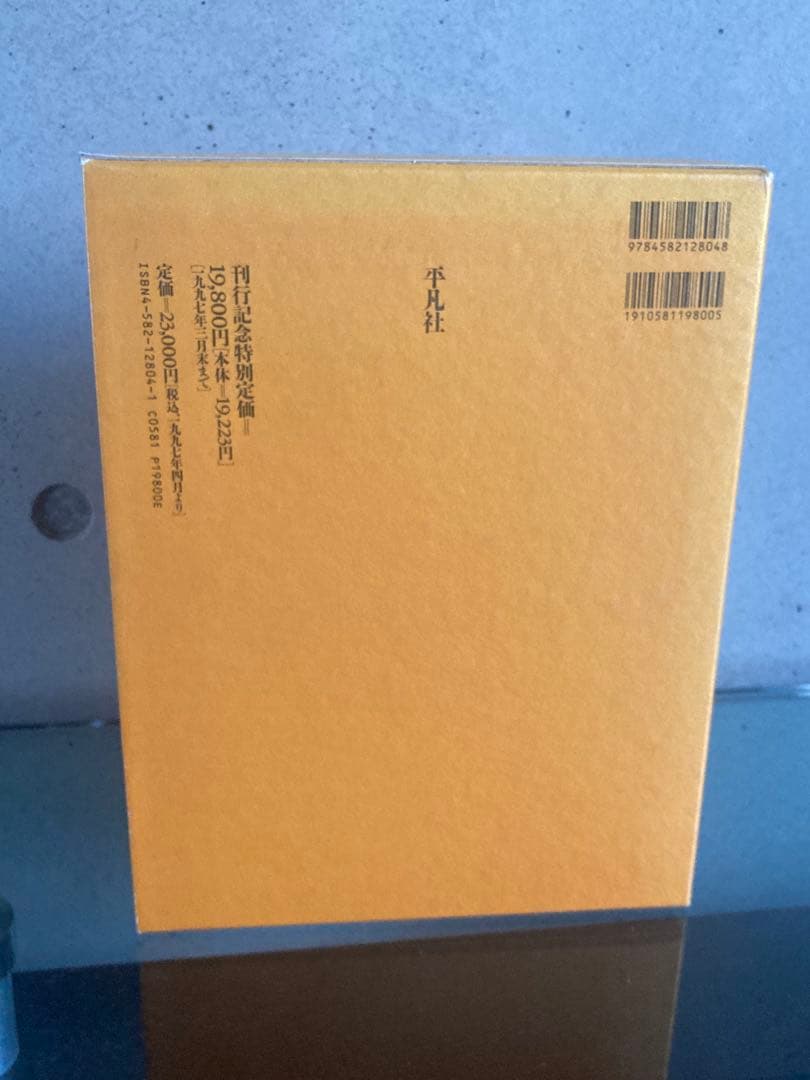 9784582128048
1910581198005
平凡社
刊行記念特別定価=
19,800円[本体=19,223円]
[一九九七年三月末まで]
定価=23,000円[税込、一九九七年四月より]
ISBN4-582-12804-1 C0581 P19800E